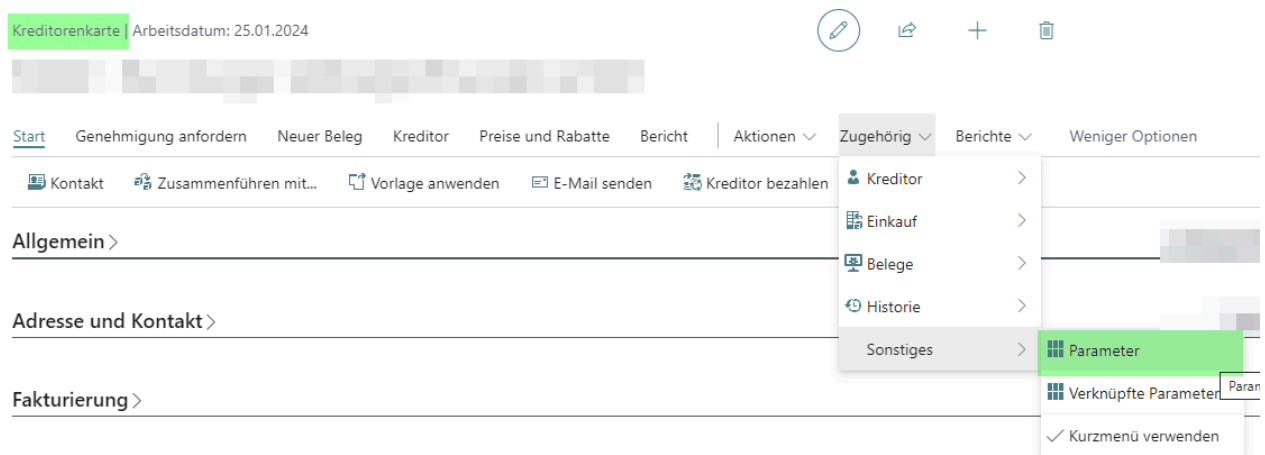 Kreditorenkarte | Arbeitsdatum: 25.01.2024
Start Genehmigung anfordern Neuer Beleg Kreditor Preise und Rabatte Bericht Aktionen Zugehörig Berichte Weniger Optionen
Kontakt Zusammenführen mit... Vorlage anwenden E-Mail senden Kreditor bezahlen
Kreditor
Einkauf
Belege
Historie
Sonstiges
Parameter
Verknüpfte Parameter
Kurzmenü verwenden
Allgemein
Adresse und Kontakt
Fakturierung